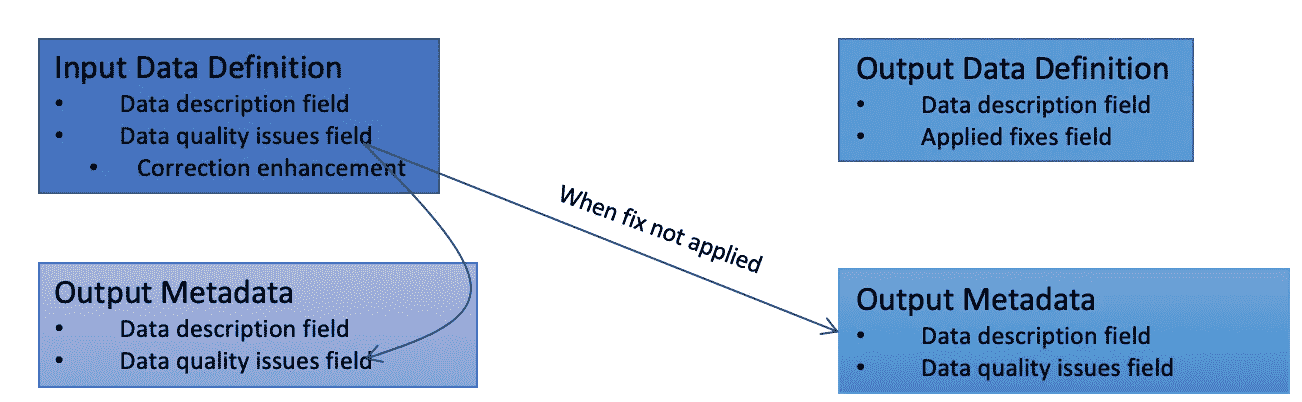 Input Data Definition
• Data description field
• Data quality issues field
• Correction enhancement
Output Data Definition
• Data description field
• Applied fixes field
When fix not applied
Output Metadata
• Data description field
• Data quality issues field
Output Metadata
• Data description field
• Data quality issues field